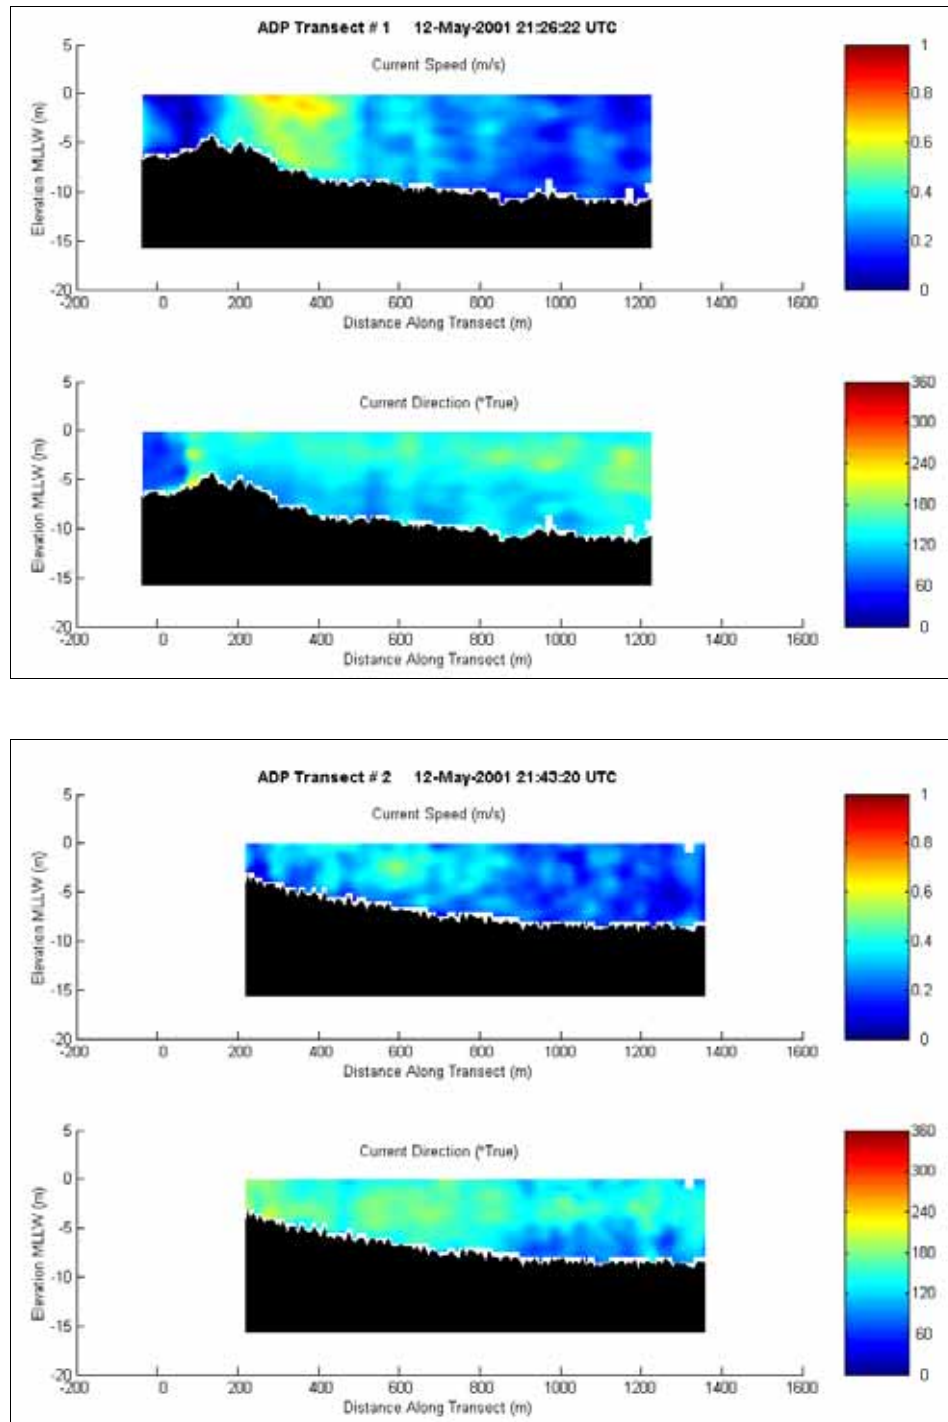 ADP Transect # 1 12-May-2001 21:26:22 UTC
Current Speed (m/s)
Elevation MLLW (m)
5
0
-5
-10
-15
-20
-200 0 200 400 600 800 1000 1200 1400 1600
Distance Along Transect (m)
1
0.8
0.6
0.4
0.2
0
Current Direction (°True)
Elevation MLLW (m)
5
0
-5
-10
-15
-20
-200 0 200 400 600 800 1000 1200 1400 1600
Distance Along Transect (m)
360
300
240
180
120
60
0
ADP Transect # 2 12-May-2001 21:43:20 UTC
Current Speed (m/s)
Elevation MLLW (m)
5
0
-5
-10
-15
-20
-200 0 200 400 600 800 1000 1200 1400 1600
Distance Along Transect (m)
1
0.8
0.6
0.4
0.2
0
Current Direction (°True)
Elevation MLLW (m)
5
0
-5
-10
-15
-20
-200 0 200 400 600 800 1000 1200 1400 1600
Distance Along Transect (m)
360
300
240
180
120
60
0